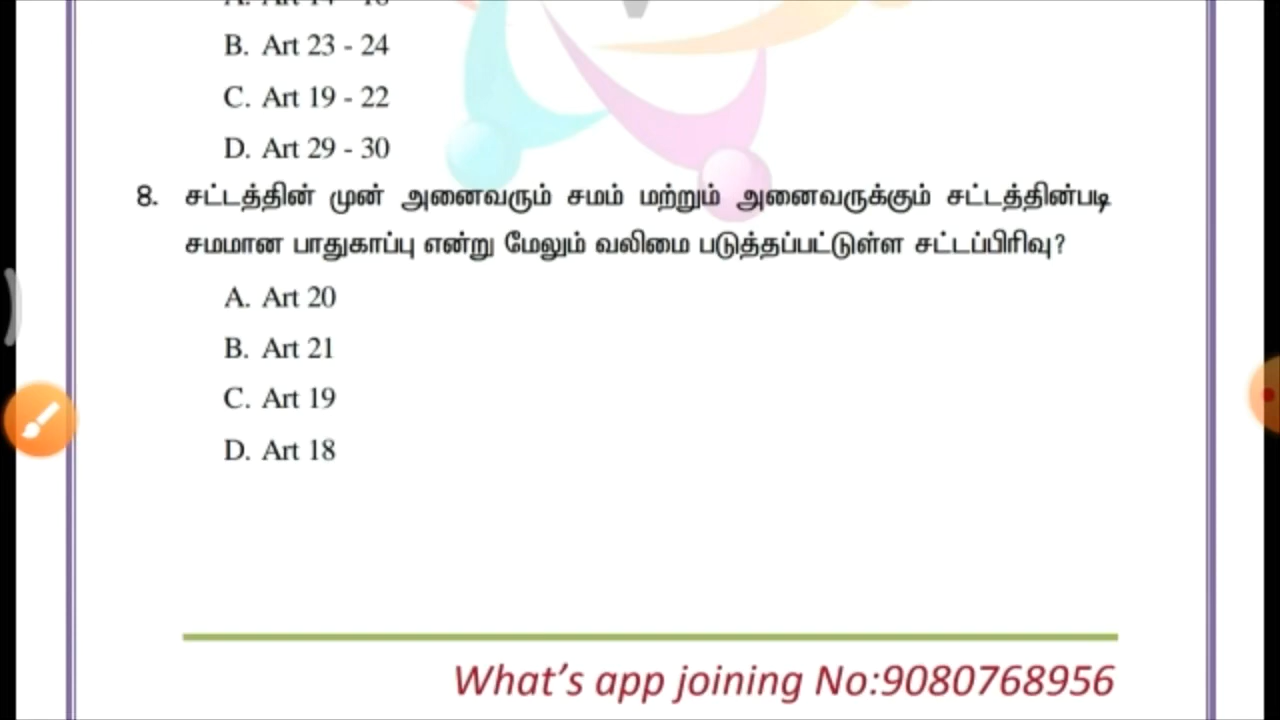 B. Art 23 - 24
C. Art 19 - 22
D. Art 29 - 30
8. சட்டத்தின் முன் அனைவரும் சமம் மற்றும் அனைவருக்கும் சட்டத்தின்படி
சமமான பாதுகாப்பு என்று மேலும் வலிமை படுத்தப்பட்டுள்ள சட்டப்பிரிவு?
A. Art 20
B. Art 21
C. Art 19
D. Art 18
What's app joining No:9080768956